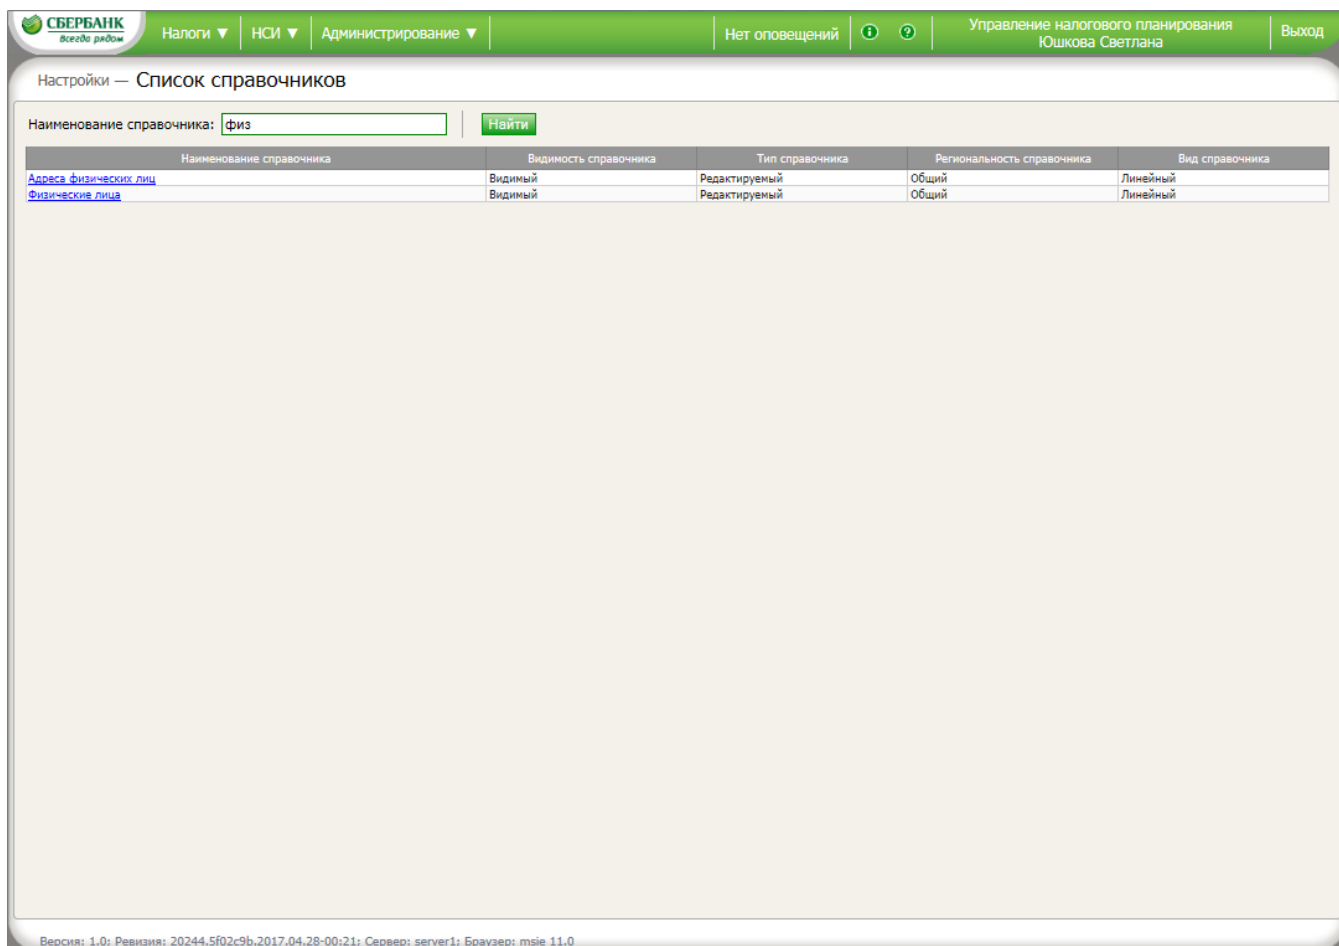 СБЕРБАНК
Всегда рядом
Налоги ▼ НСИ ▼ Администрирование ▼ Нет оповещений Управление налогового планирования
Юшкова Светлана
Выход
Настройки — Список справочников
Наименование справочника: физ Найти
Наименование справочника Видимость справочника Тип справочника Региональность справочника Вид справочника
Адреса физических лиц Видимый Редактируемый Общий Линейный
Физические лица Видимый Редактируемый Общий Линейный
Версия: 1.0; Ревизия: 20244.5f02c9b.2017.04.28-00:21; Сервер: server1; Браузер: msie 11.0